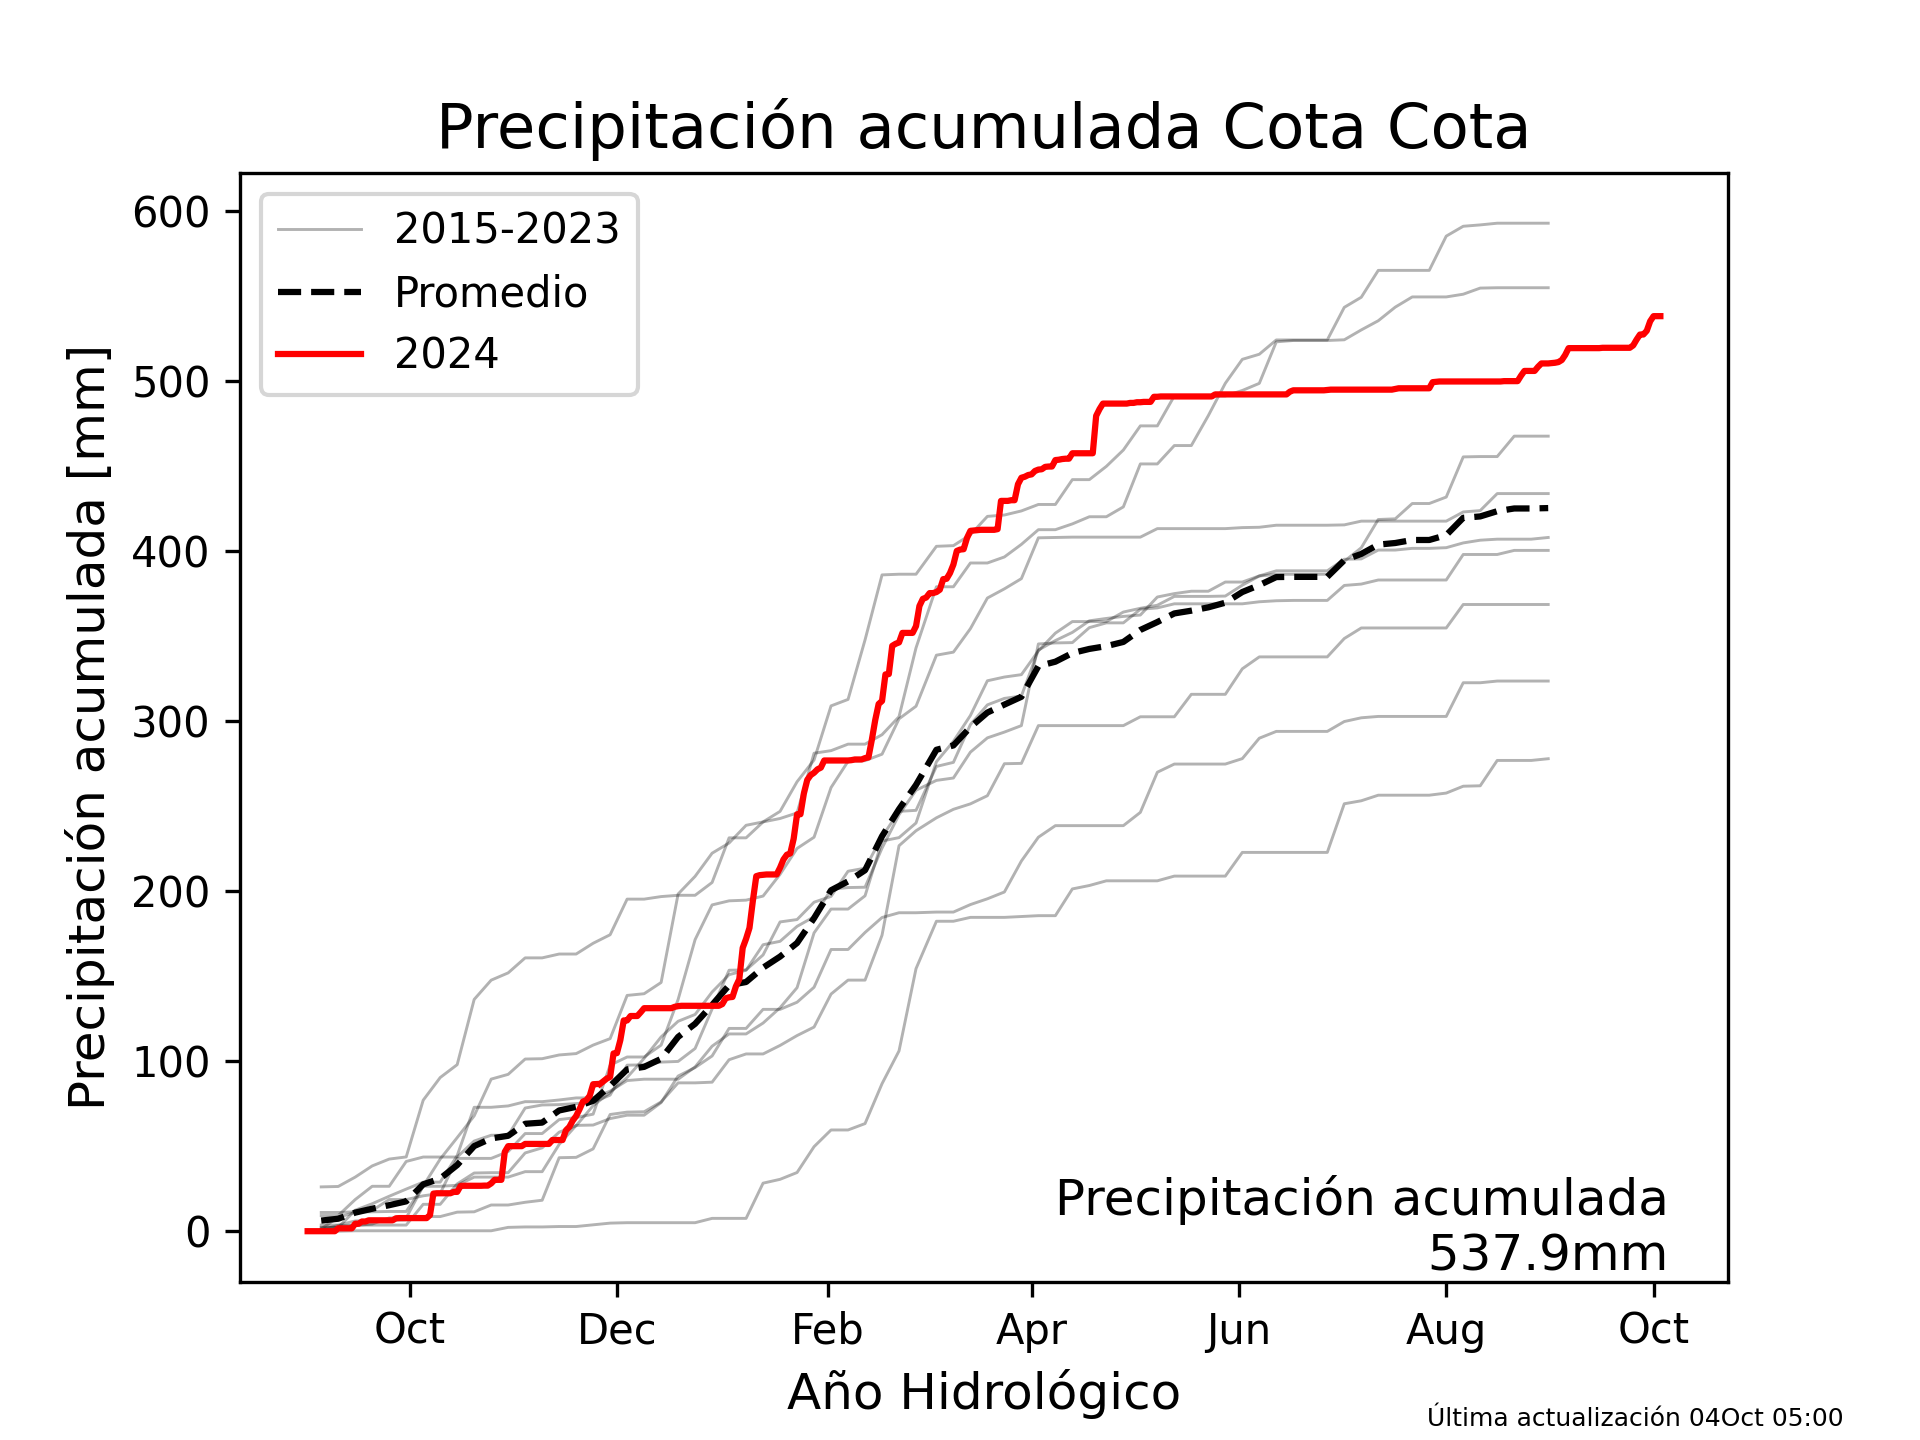 Precipitación acumulada Cota Cota
2015-2023
Promedio
2024
Precipitación acumulada [mm]
600
500
400
300
200
100
0
Precipitación acumulada
537.9mm
Oct
Dec
Feb
Apr
Jun
Aug
Oct
Año Hidrológico
Última actualización 04Oct 05:00